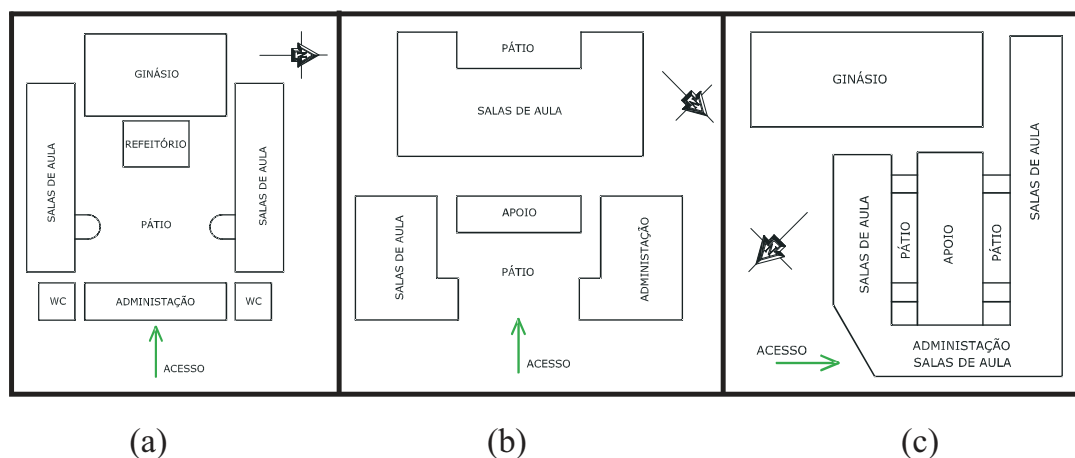 GINÁSIO
REFEITÓRIO
SALAS DE AULA
SALAS DE AULA
PÁTIO
WC
ADMINISTAÇÃO
WC
ACESSO
PÁTIO
SALAS DE AULA
APOIO
SALAS DE AULA
PÁTIO
ADMINISTAÇÃO
ACESSO
GINÁSIO
SALAS DE AULA
SALAS DE AULA
PÁTIO
APOIO
PÁTIO
ADMINISTAÇÃO
SALAS DE AULA
ACESSO
(a)
(b)
(c)